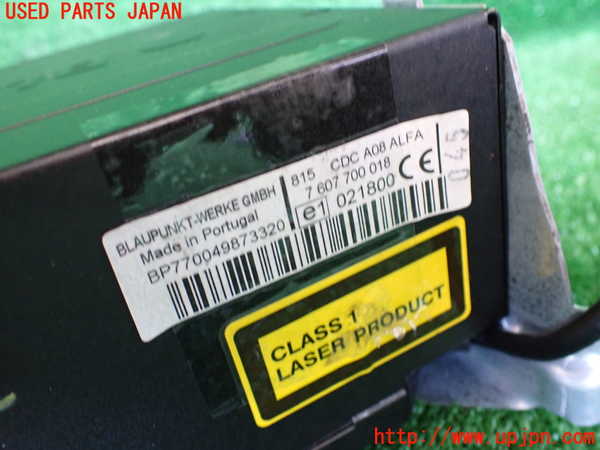 USED PARTS JAPAN
BLAUPUNKT-WERKE GMBH
Made in Portugal
BP770049873320
815 CDC A08 ALFA
7 607 700 018
e1 021800 CE
045
CLASS 1
LASER PRODUCT
http://www.upjpn.com